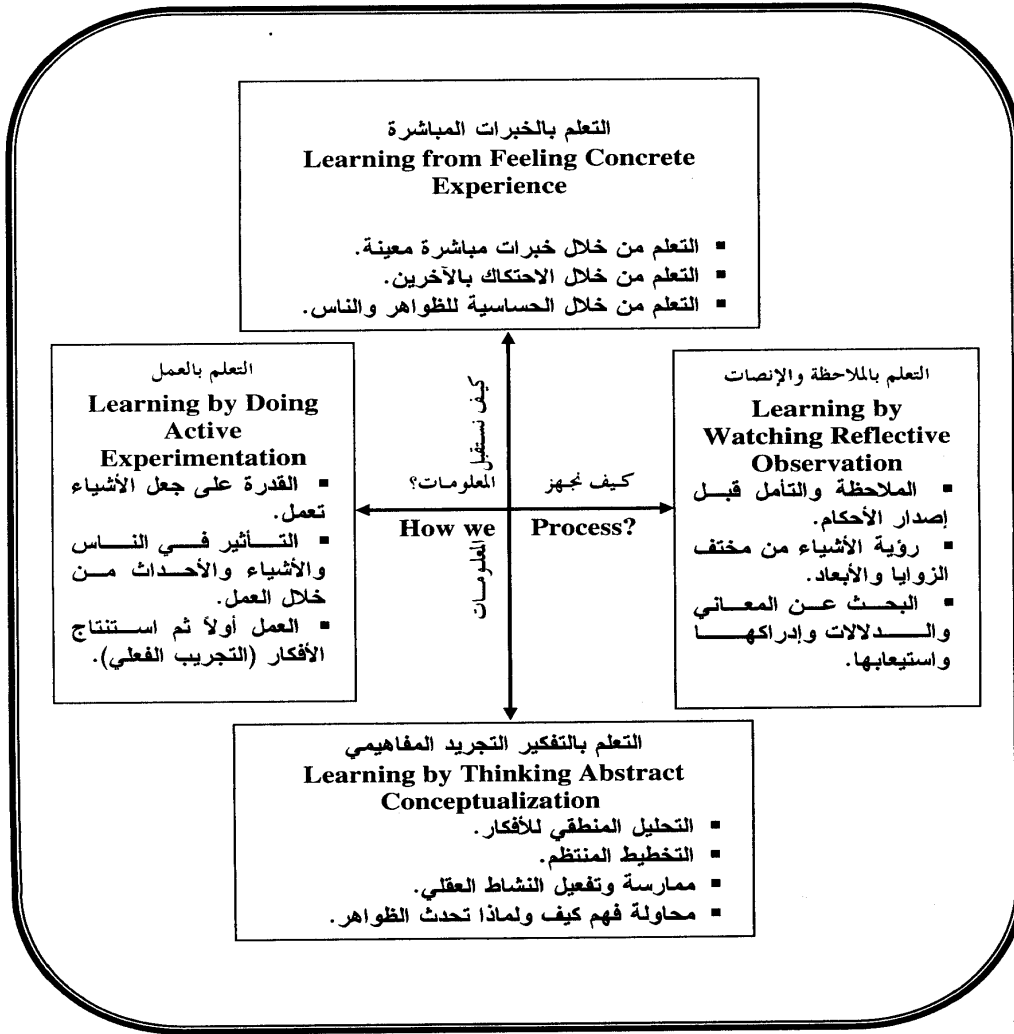 التعلم بالخبرات المباشرة
Learning from Feeling Concrete
Experience
▪ التعلم من خلال خبرات مباشرة معينة.
▪ التعلم من خلال الاحتكاك بالآخرين.
▪ التعلم من خلال الحساسية للظواهر والناس.
التعلم بالملاحظة والإنصات
Learning by
Watching Reflective
Observation
▪ الملاحظة والتأمل قبل
إصدار الأحكام.
▪ رؤية الأشياء من مختف
الزوايا والأبعاد.
▪ البحث عن المعاني
والدلالات وإدراكها
واستيعابها.
كيف نستقبل
المعلومات
كيف نجهز
المعلومات؟
How we Process?
التعلم بالعمل
Learning by Doing
Active
Experimentation
▪ القدرة على جعل الأشياء
تعمل.
▪ التأثير في الناس
والأشياء والأحداث من
خلال العمل.
▪ العمل أولاً ثم استنتاج
الأفكار (التجريب الفعلي).
التعلم بالتفكير التجريد المفاهيمي
Learning by Thinking Abstract
Conceptualization
▪ التحليل المنطقي للأفكار.
▪ التخطيط المنتظم.
▪ ممارسة وتفعيل النشاط العقلي.
▪ محاولة فهم كيف ولماذا تحدث الظواهر.